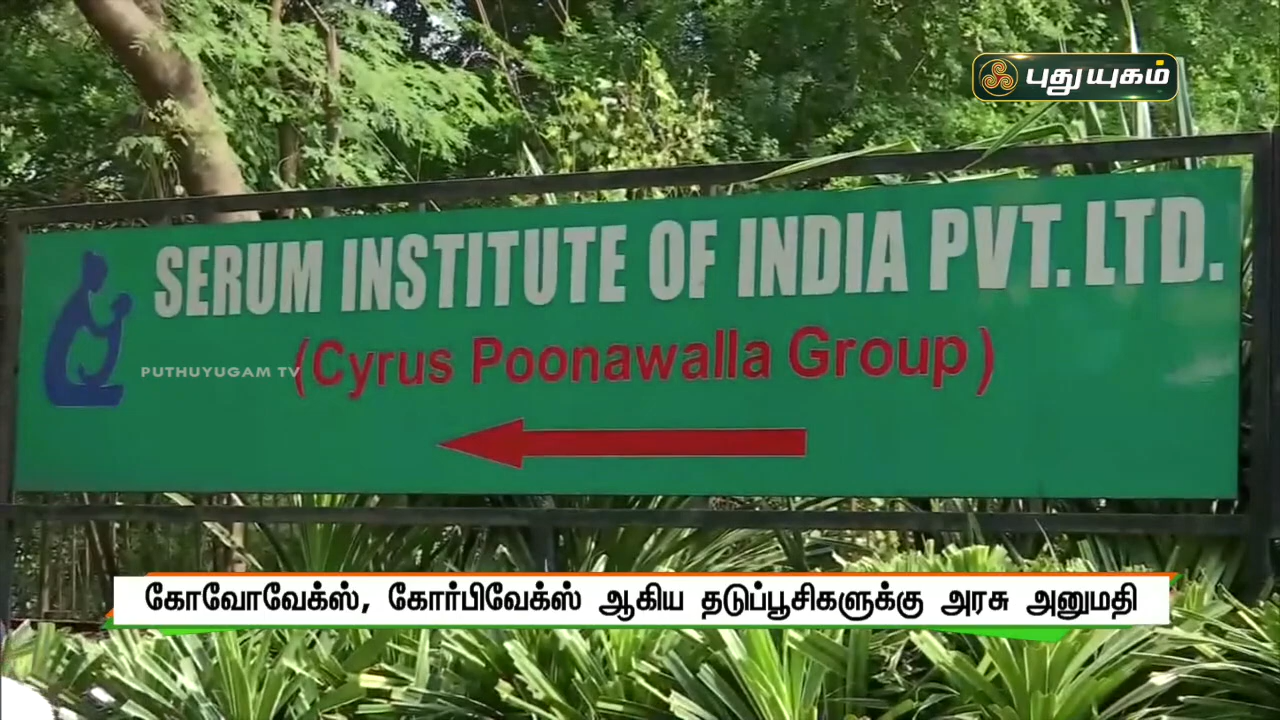 புதுயுகம்
SERUM INSTITUTE OF INDIA PVT. LTD.
(Cyrus Poonawalla Group)
PUTHUYUGAM TV
கோவோவேக்ஸ், கோர்பிவேக்ஸ் ஆகிய தடுப்பூசிகளுக்கு அரசு அனுமதி